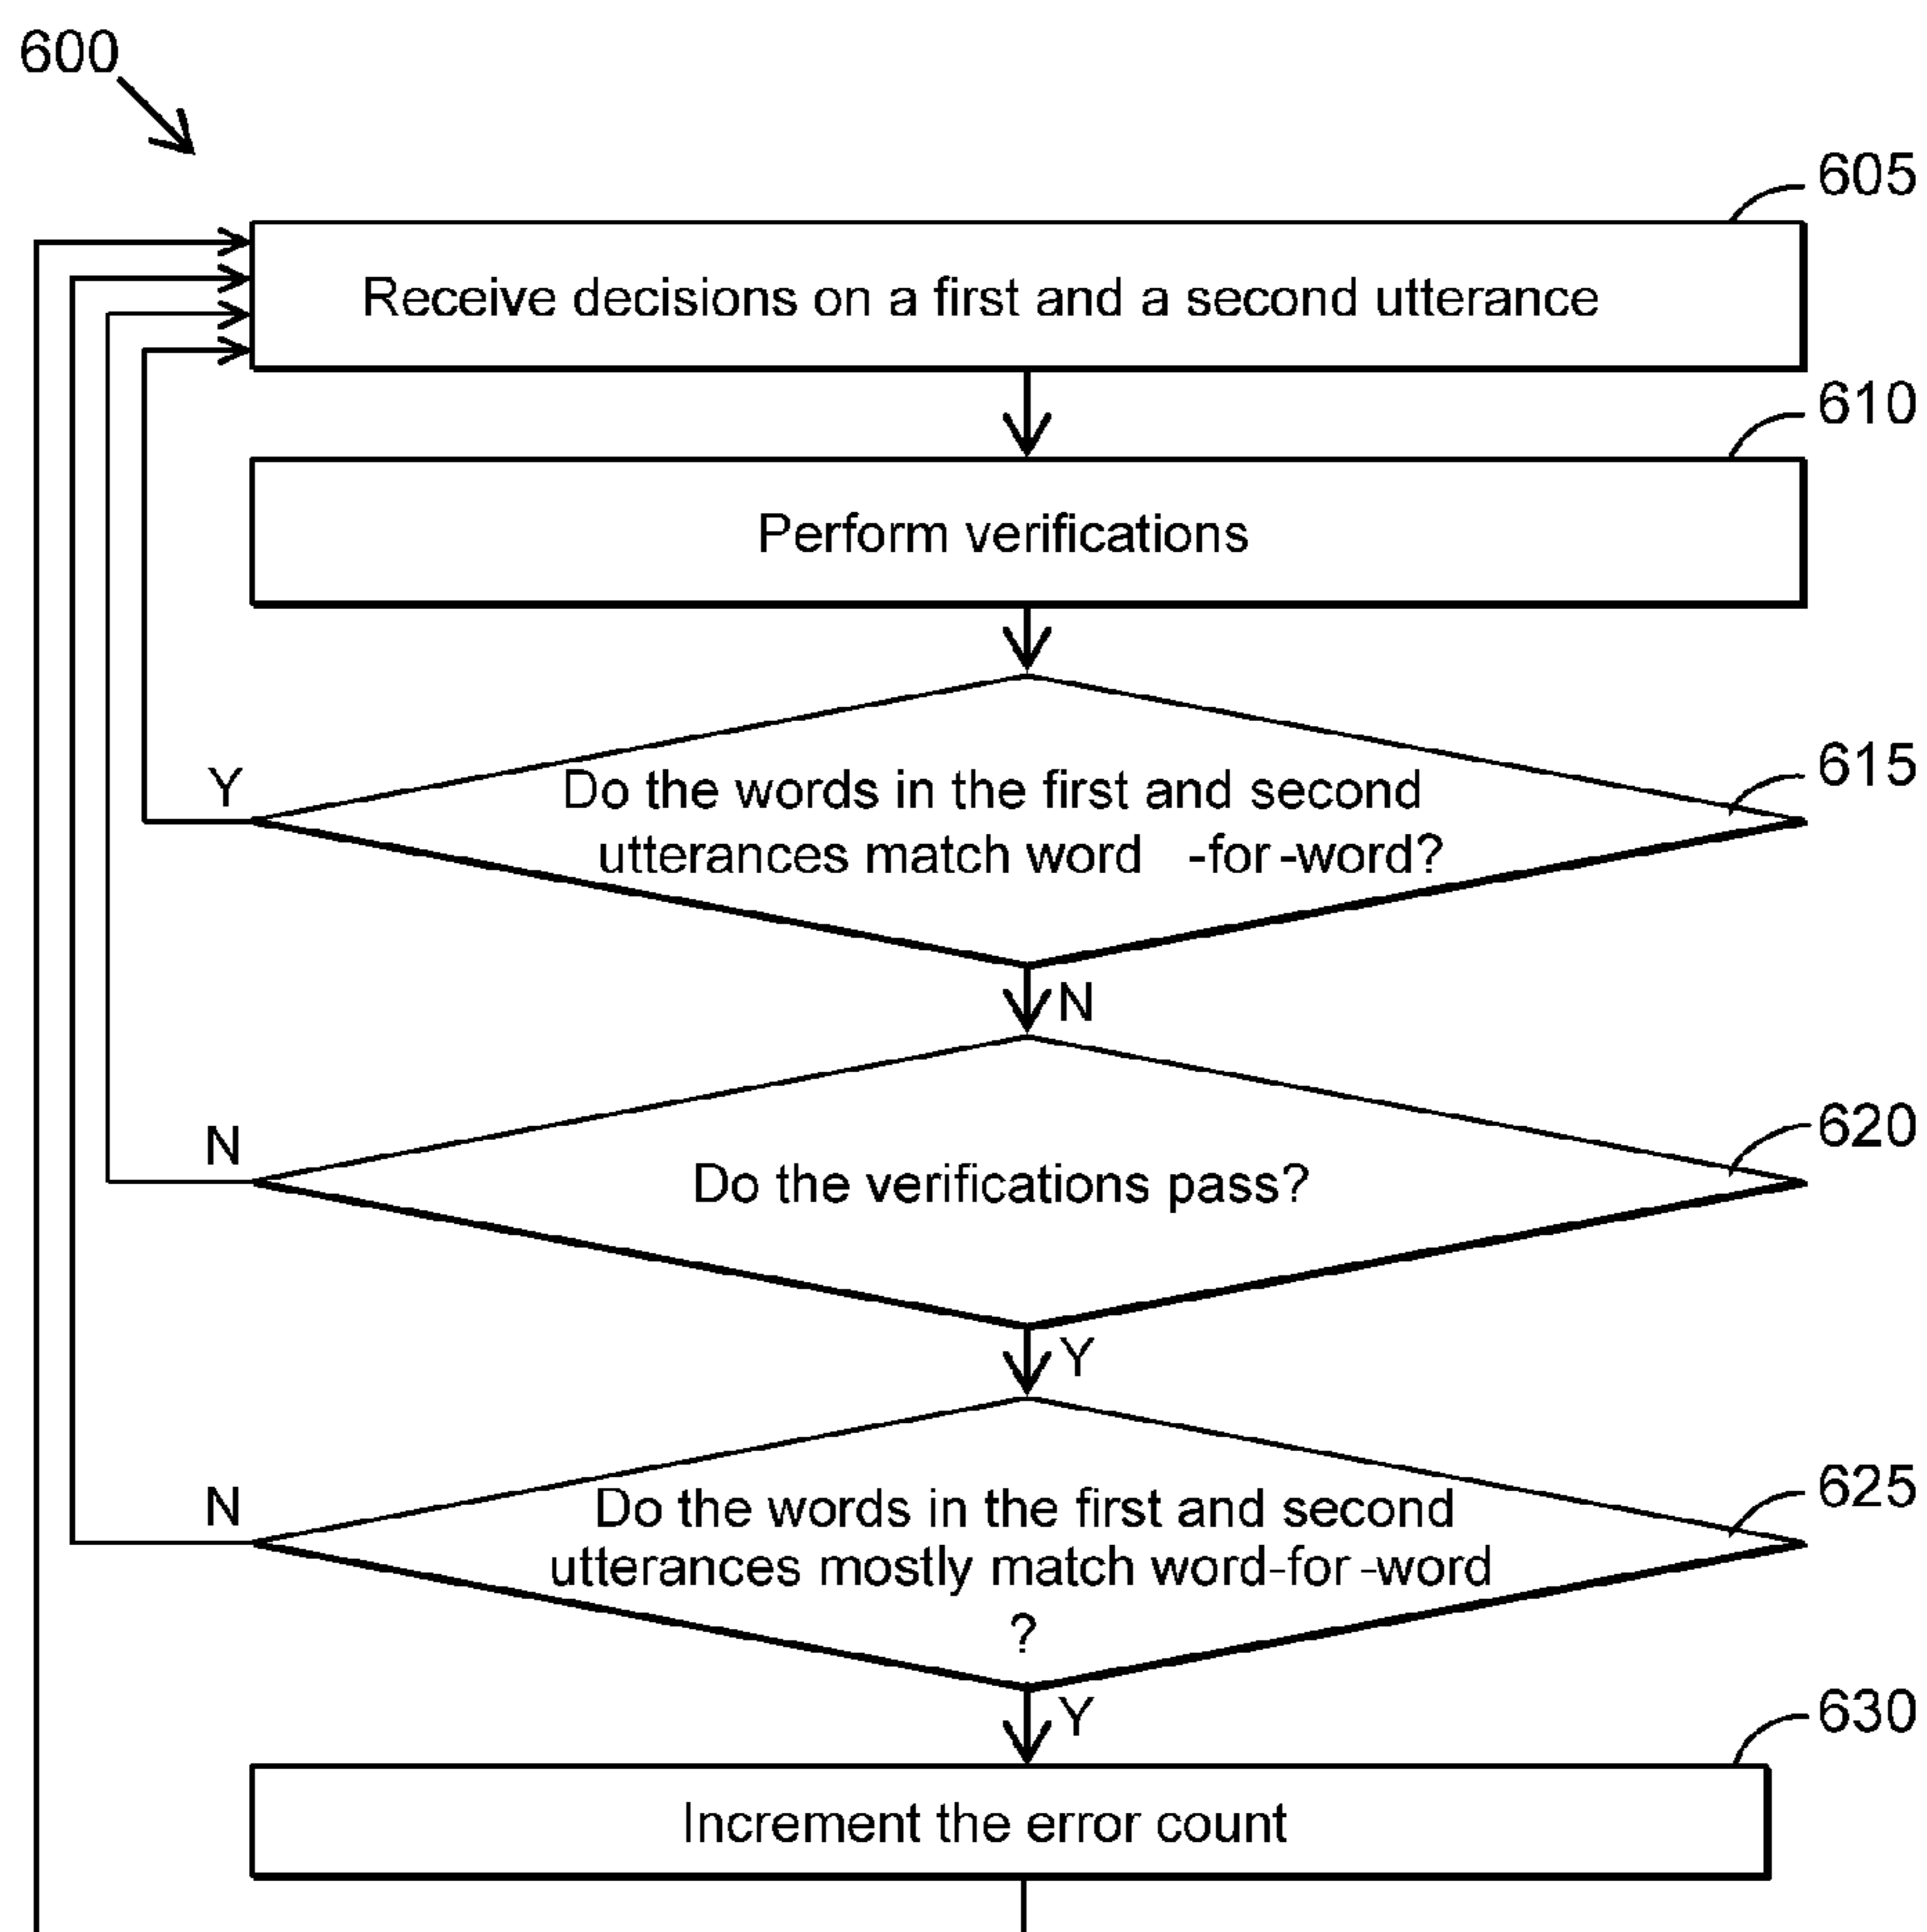 600
605
Receive decisions on a first and a second utterance
610
Perform verifications
615
Y
Do the words in the first and second
utterances match word -for-word?
N
620
N
Do the verifications pass?
Y
625
N
Do the words in the first and second
utterances mostly match word-for-word
?
Y
630
Increment the error count